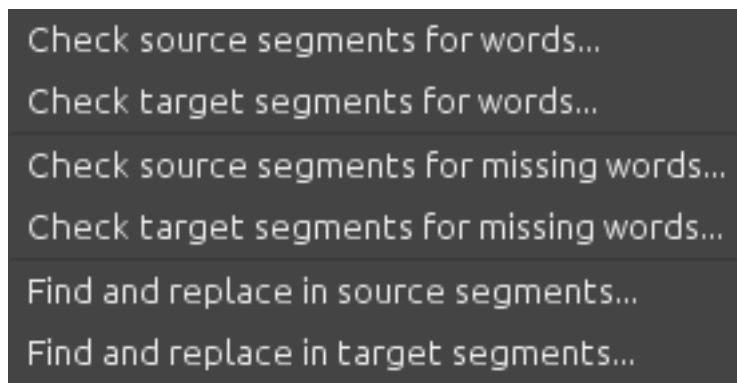 Check source segments for words...
Check target segments for words...
Check source segments for missing words...
Check target segments for missing words...
Find and replace in source segments...
Find and replace in target segments...